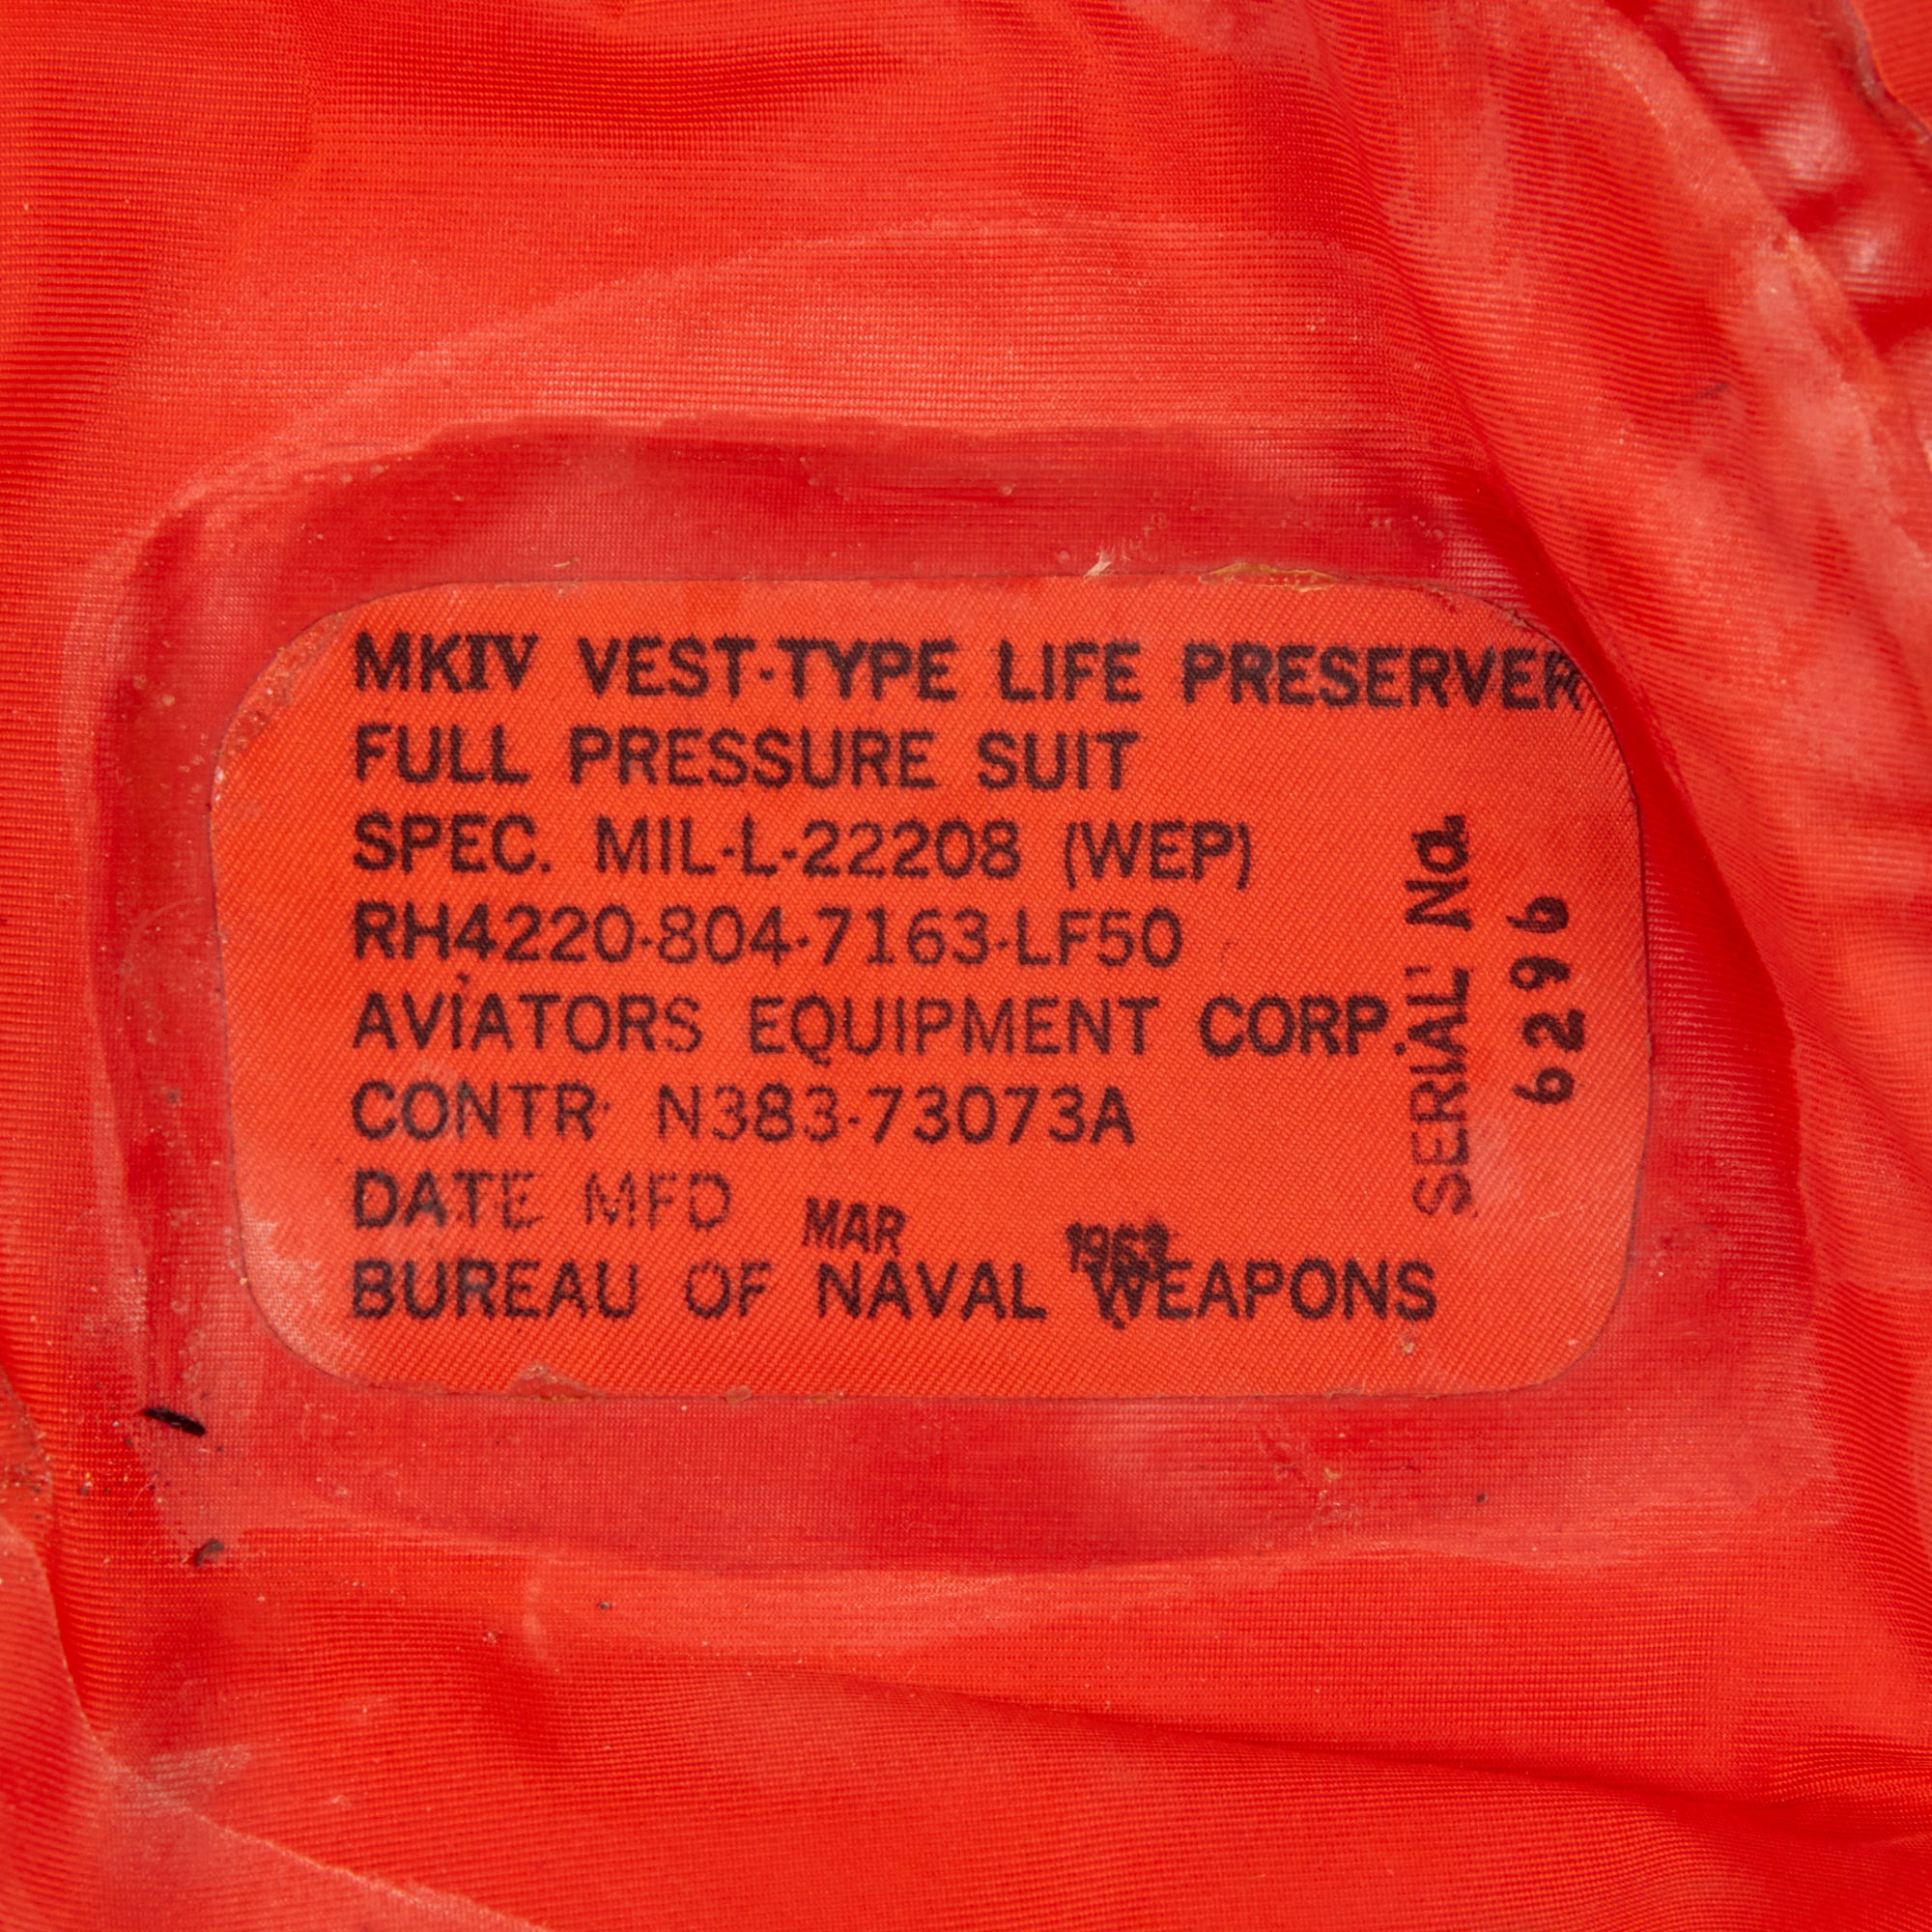 MKIV VEST-TYPE LIFE PRESERVER
FULL PRESSURE SUIT
SPEC. MIL-L-22208 (WEP)
RH4220-804-7163-LF50
AVIATORS EQUIPMENT CORP.
CONTR. N383-73073A
DATE MFD MAR 1963
BUREAU OF NAVAL WEAPONS
SERIAL No.
6296